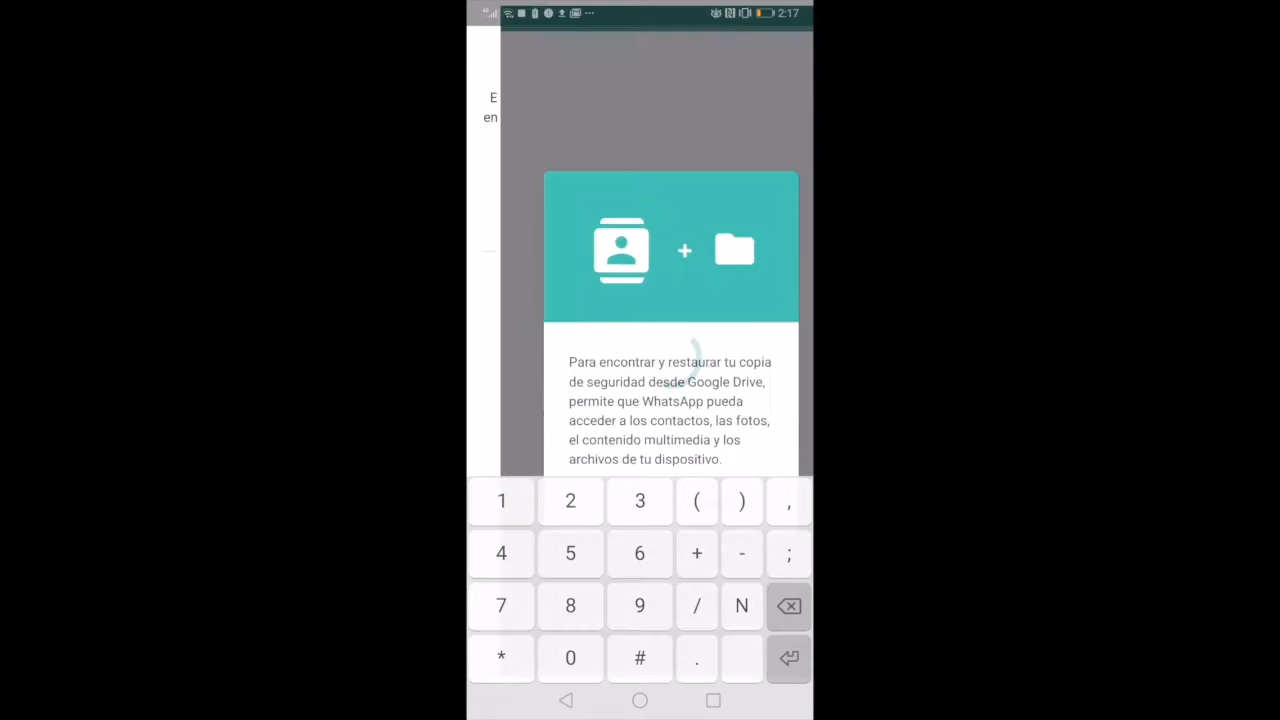 2:17
E
en
Para encontrar y restaurar tu copia
de seguridad desde Google Drive,
permite que WhatsApp pueda
acceder a los contactos, las fotos,
el contenido multimedia y los
archivos de tu dispositivo.
1 2 3 ( ) ,
4 5 6 + - ;
7 8 9 / N
* 0 # .